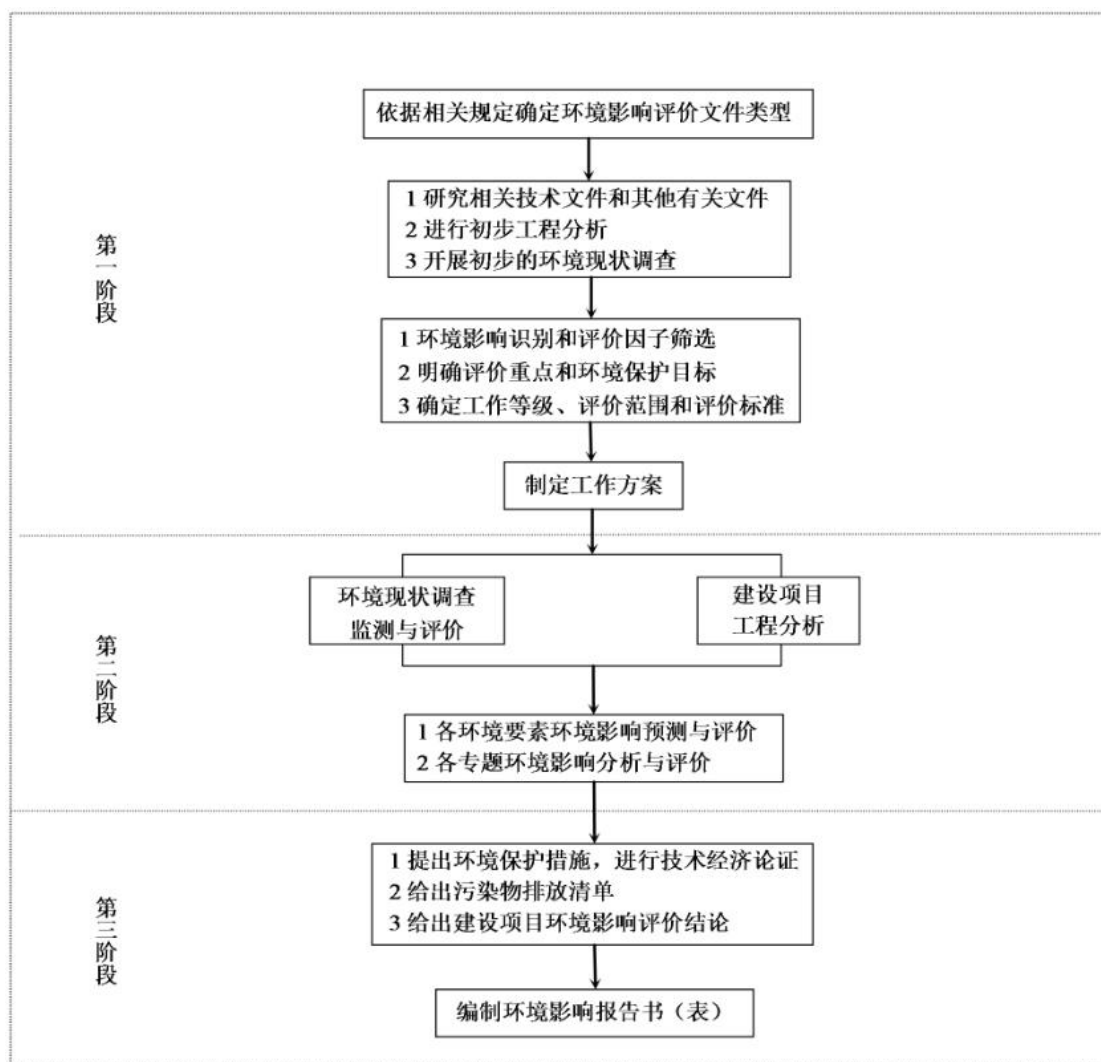 依据相关规定确定环境影响评价文件类型
1 研究相关技术文件和其他有关文件
2 进行初步工程分析
3 开展初步的环境现状调查
第一阶段
1 环境影响识别和评价因子筛选
2 明确评价重点和环境保护目标
3 确定工作等级、评价范围和评价标准
制定工作方案
第二阶段
环境现状调查
监测与评价
建设项目
工程分析
1 各环境要素环境影响预测与评价
2 各专题环境影响分析与评价
第三阶段
1 提出环境保护措施，进行技术经济论证
2 给出污染物排放清单
3 给出建设项目环境影响评价结论
编制环境影响报告书（表）